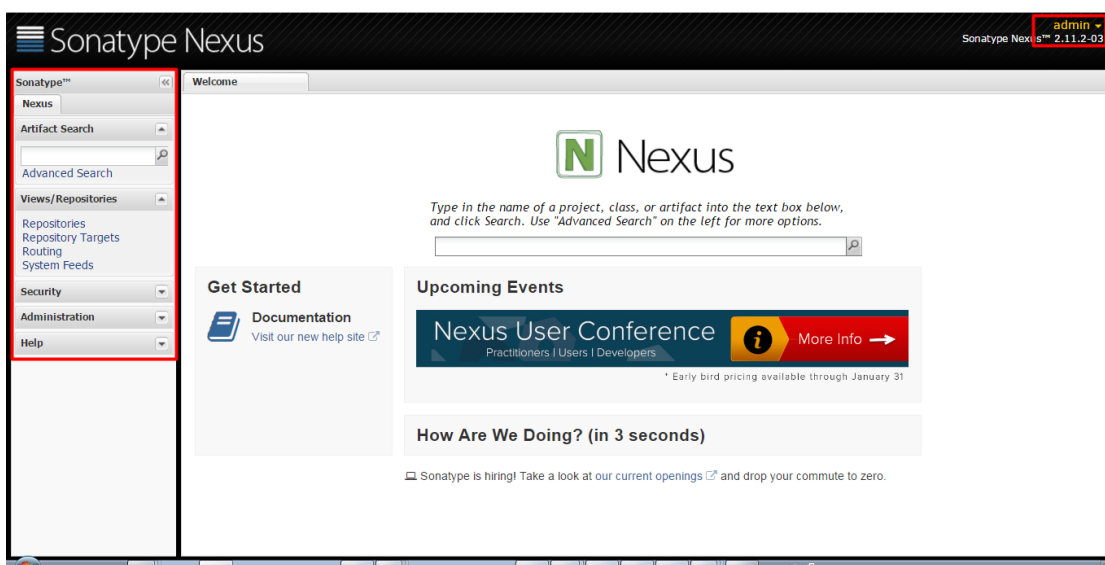 Sonatype Nexus
admin
Sonatype Nexus™ 2.11.2-03
Sonatype™
Nexus
Artifact Search
Advanced Search
Views/Repositories
Repositories
Repository Targets
Routing
System Feeds
Security
Administration
Help
Welcome
N Nexus
Type in the name of a project, class, or artifact into the text box below,
and click Search. Use "Advanced Search" on the left for more options.
Get Started
Documentation
Visit our new help site
Upcoming Events
Nexus User Conference
Practitioners I Users I Developers
i
More Info
* Early bird pricing available through January 31
How Are We Doing? (in 3 seconds)
Sonatype is hiring! Take a look at our current openings and drop your commute to zero.